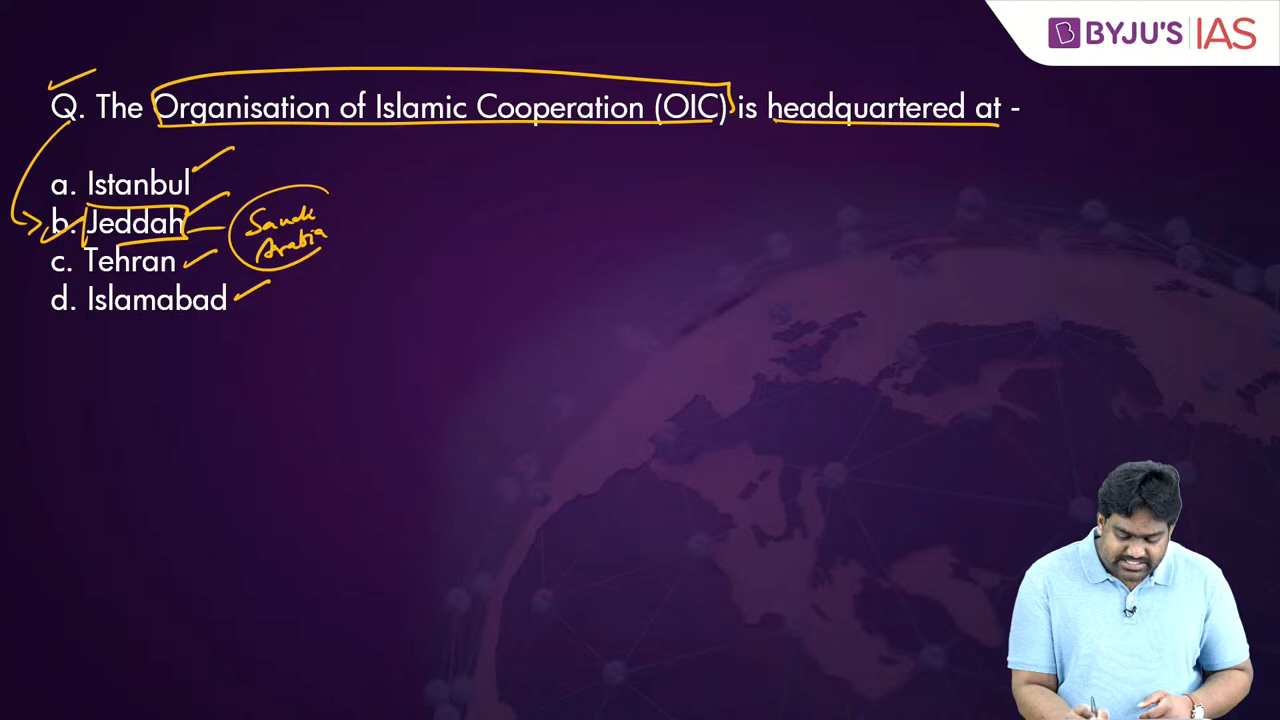 BYJU'S IAS
Q. The Organisation of Islamic Cooperation (OIC) is headquartered at -
a. Istanbul
b. Jeddah
Saudi
Arabia
c. Tehran
d. Islamabad